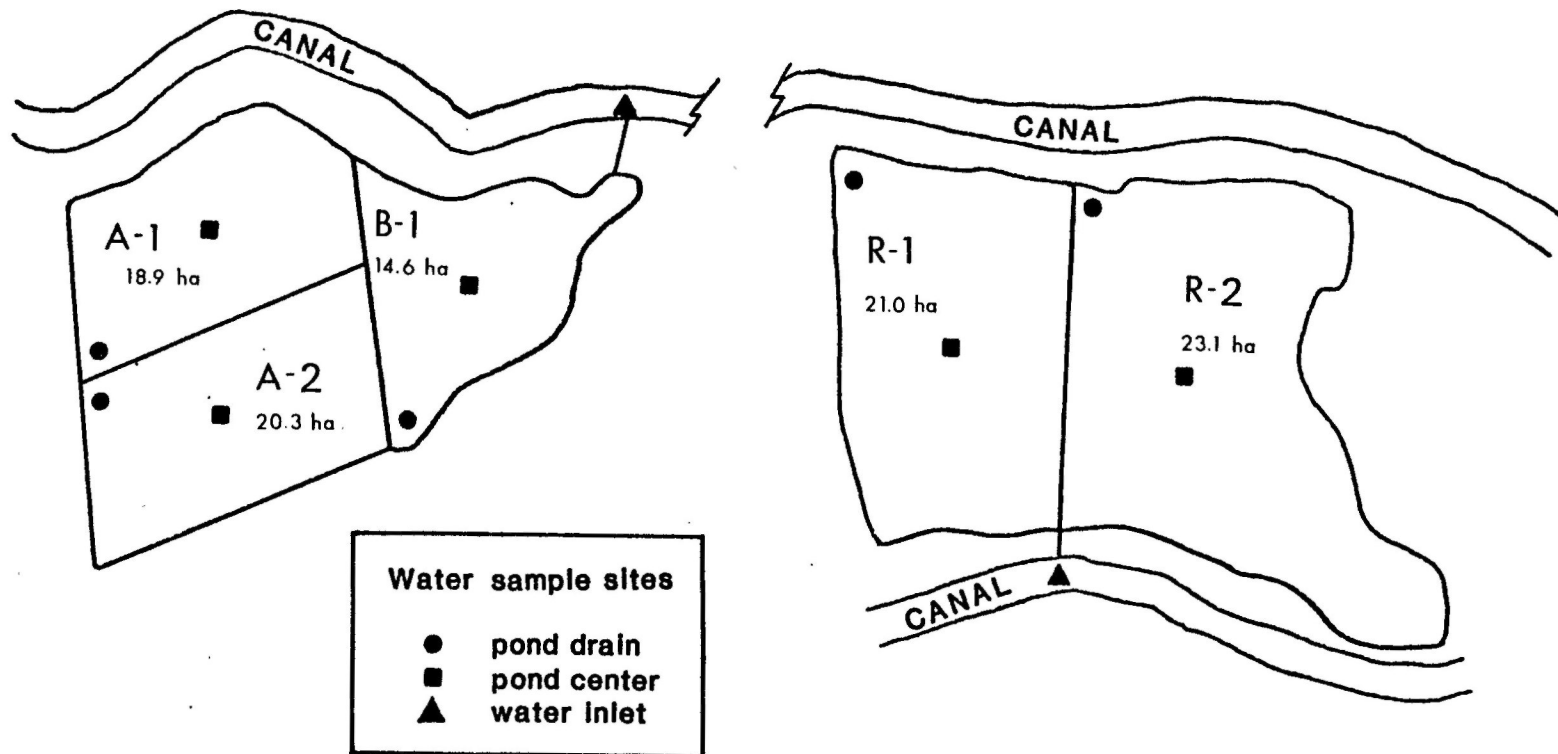 CANAL
CANAL
A-1
18.9 ha
B-1
14.6 ha
R-1
21.0 ha
R-2
23.1 ha
A-2
20.3 ha
CANAL
Water sample sites
pond drain
pond center
water inlet